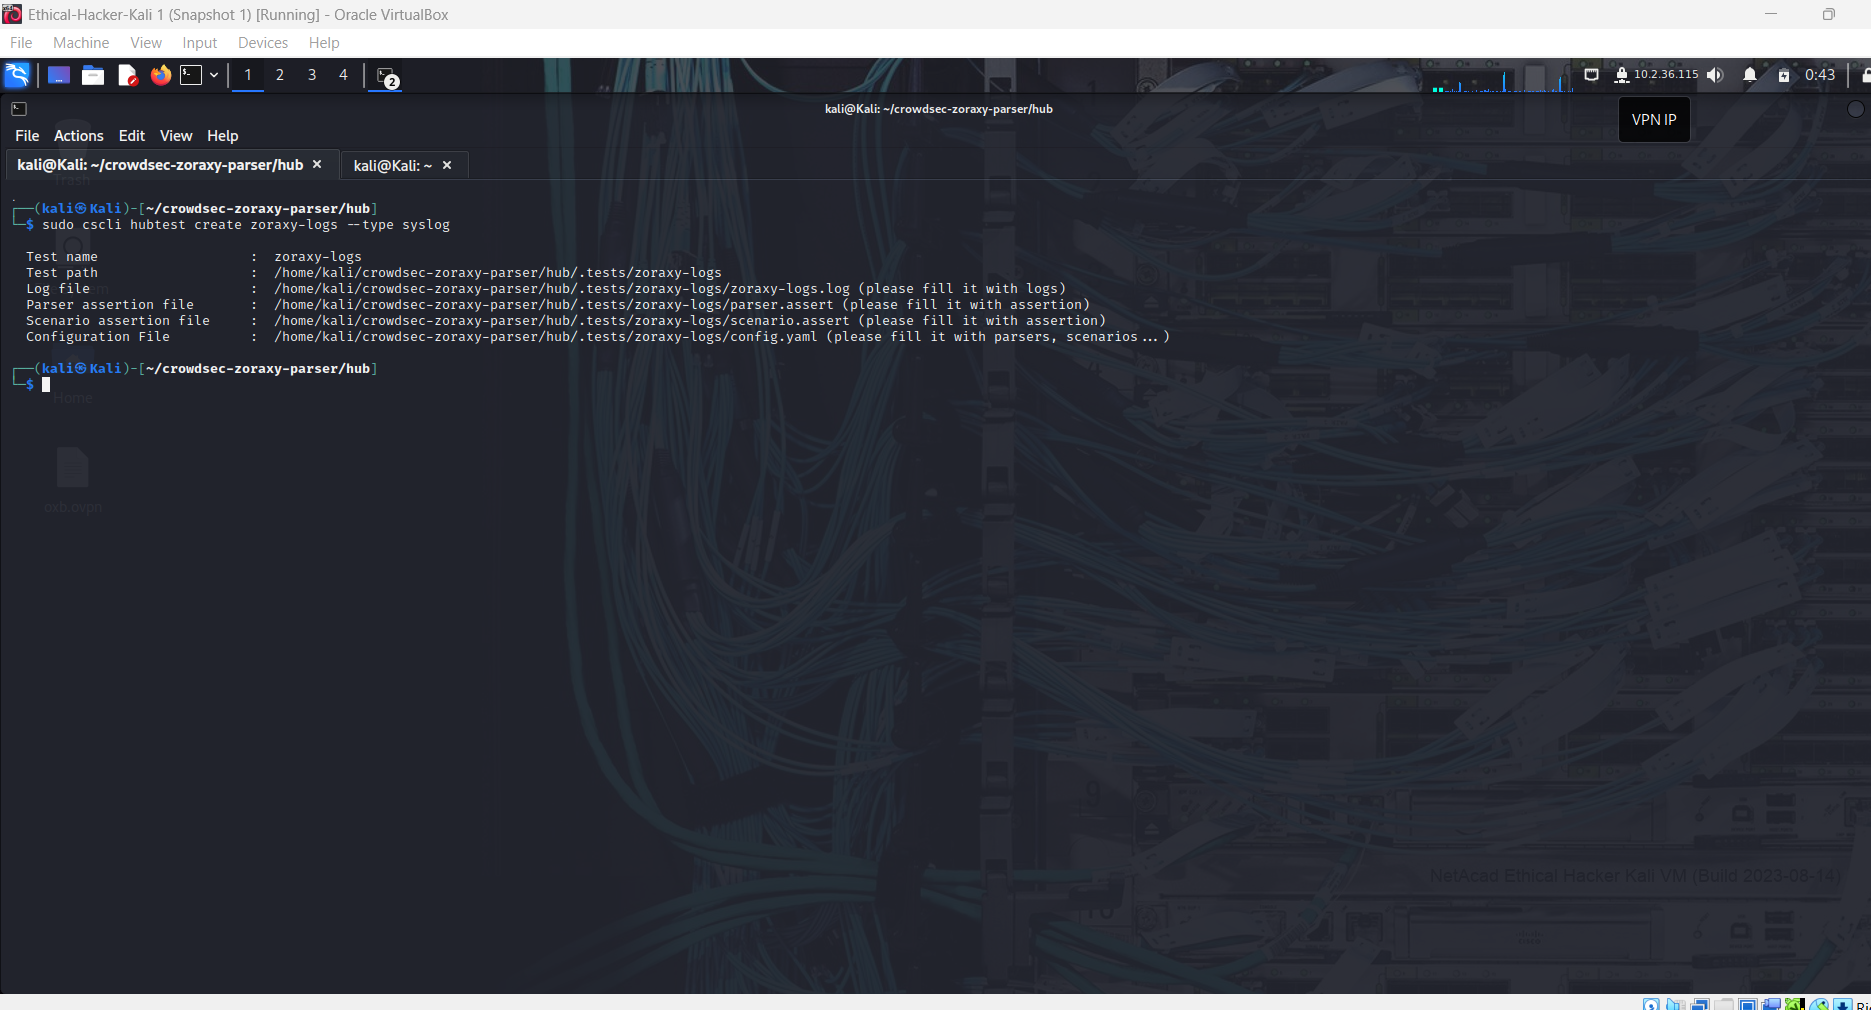 Ethical-Hacker-Kali 1 (Snapshot 1) [Running] - Oracle VirtualBox
File Machine View Input Devices Help
1 2 3 4 2 10.2.36.115 0:43
kali@Kali: ~/crowdsec-zoraxy-parser/hub
VPN IP
File Actions Edit View Help
kali@Kali: ~/crowdsec-zoraxy-parser/hub × kali@Kali: ~ ×
Trash
┌──(kali㉿Kali)-[~/crowdsec-zoraxy-parser/hub]
└─$ sudo cscli hubtest create zoraxy-logs --type syslog
Test name : zoraxy-logs
Test path : /home/kali/crowdsec-zoraxy-parser/hub/.tests/zoraxy-logs
Log file : /home/kali/crowdsec-zoraxy-parser/hub/.tests/zoraxy-logs/zoraxy-logs.log (please fill it with logs)
Parser assertion file : /home/kali/crowdsec-zoraxy-parser/hub/.tests/zoraxy-logs/parser.assert (please fill it with assertion)
Scenario assertion file : /home/kali/crowdsec-zoraxy-parser/hub/.tests/zoraxy-logs/scenario.assert (please fill it with assertion)
Configuration File : /home/kali/crowdsec-zoraxy-parser/hub/.tests/zoraxy-logs/config.yaml (please fill it with parsers, scenarios...)
┌──(kali㉿Kali)-[~/crowdsec-zoraxy-parser/hub]
└─$
Home
oxb.ovpn
9
10
NetAcad Ethical Hacker Kali VM (Build 2023-08-14)